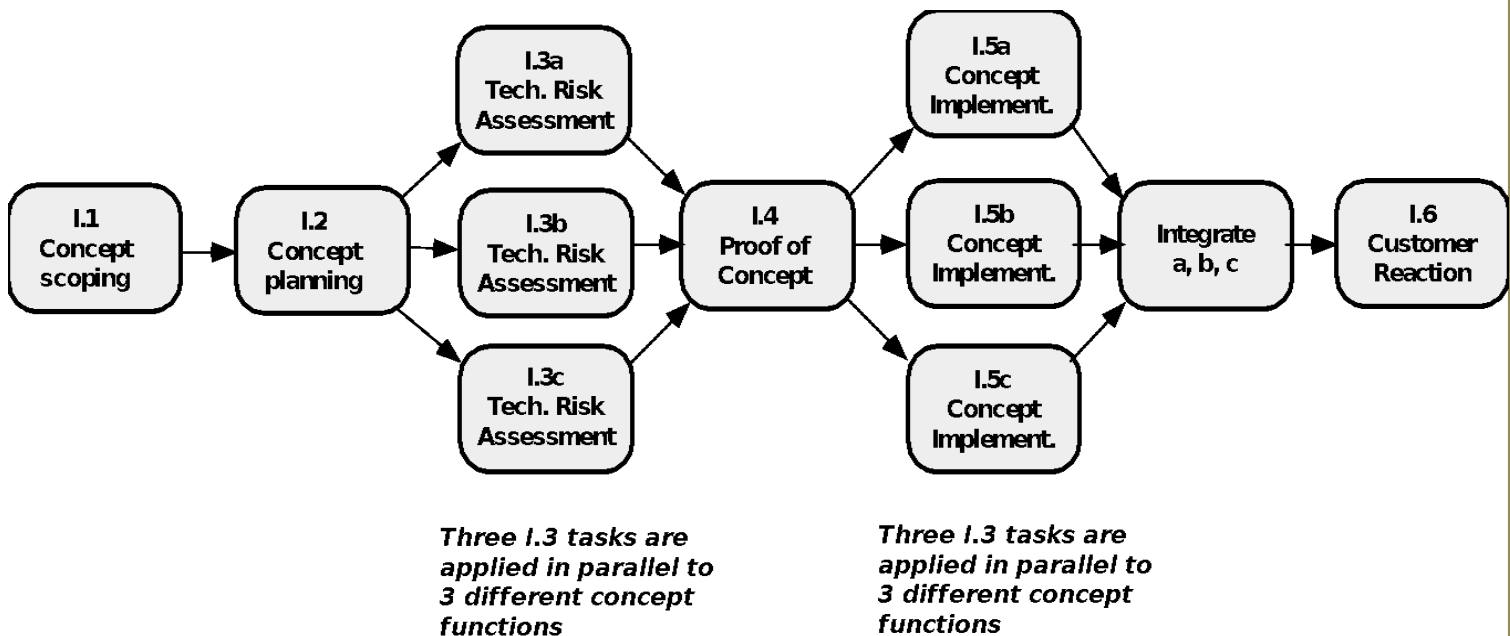 I.1
Concept
scoping
I.2
Concept
planning
I.3a
Tech. Risk
Assessment
I.3b
Tech. Risk
Assessment
I.3c
Tech. Risk
Assessment
I.4
Proof of
Concept
I.5a
Concept
Implement.
I.5b
Concept
Implement.
I.5c
Concept
Implement.
Integrate
a, b, c
I.6
Customer
Reaction
Three I.3 tasks are
applied in parallel to
3 different concept
functions
Three I.3 tasks are
applied in parallel to
3 different concept
functions